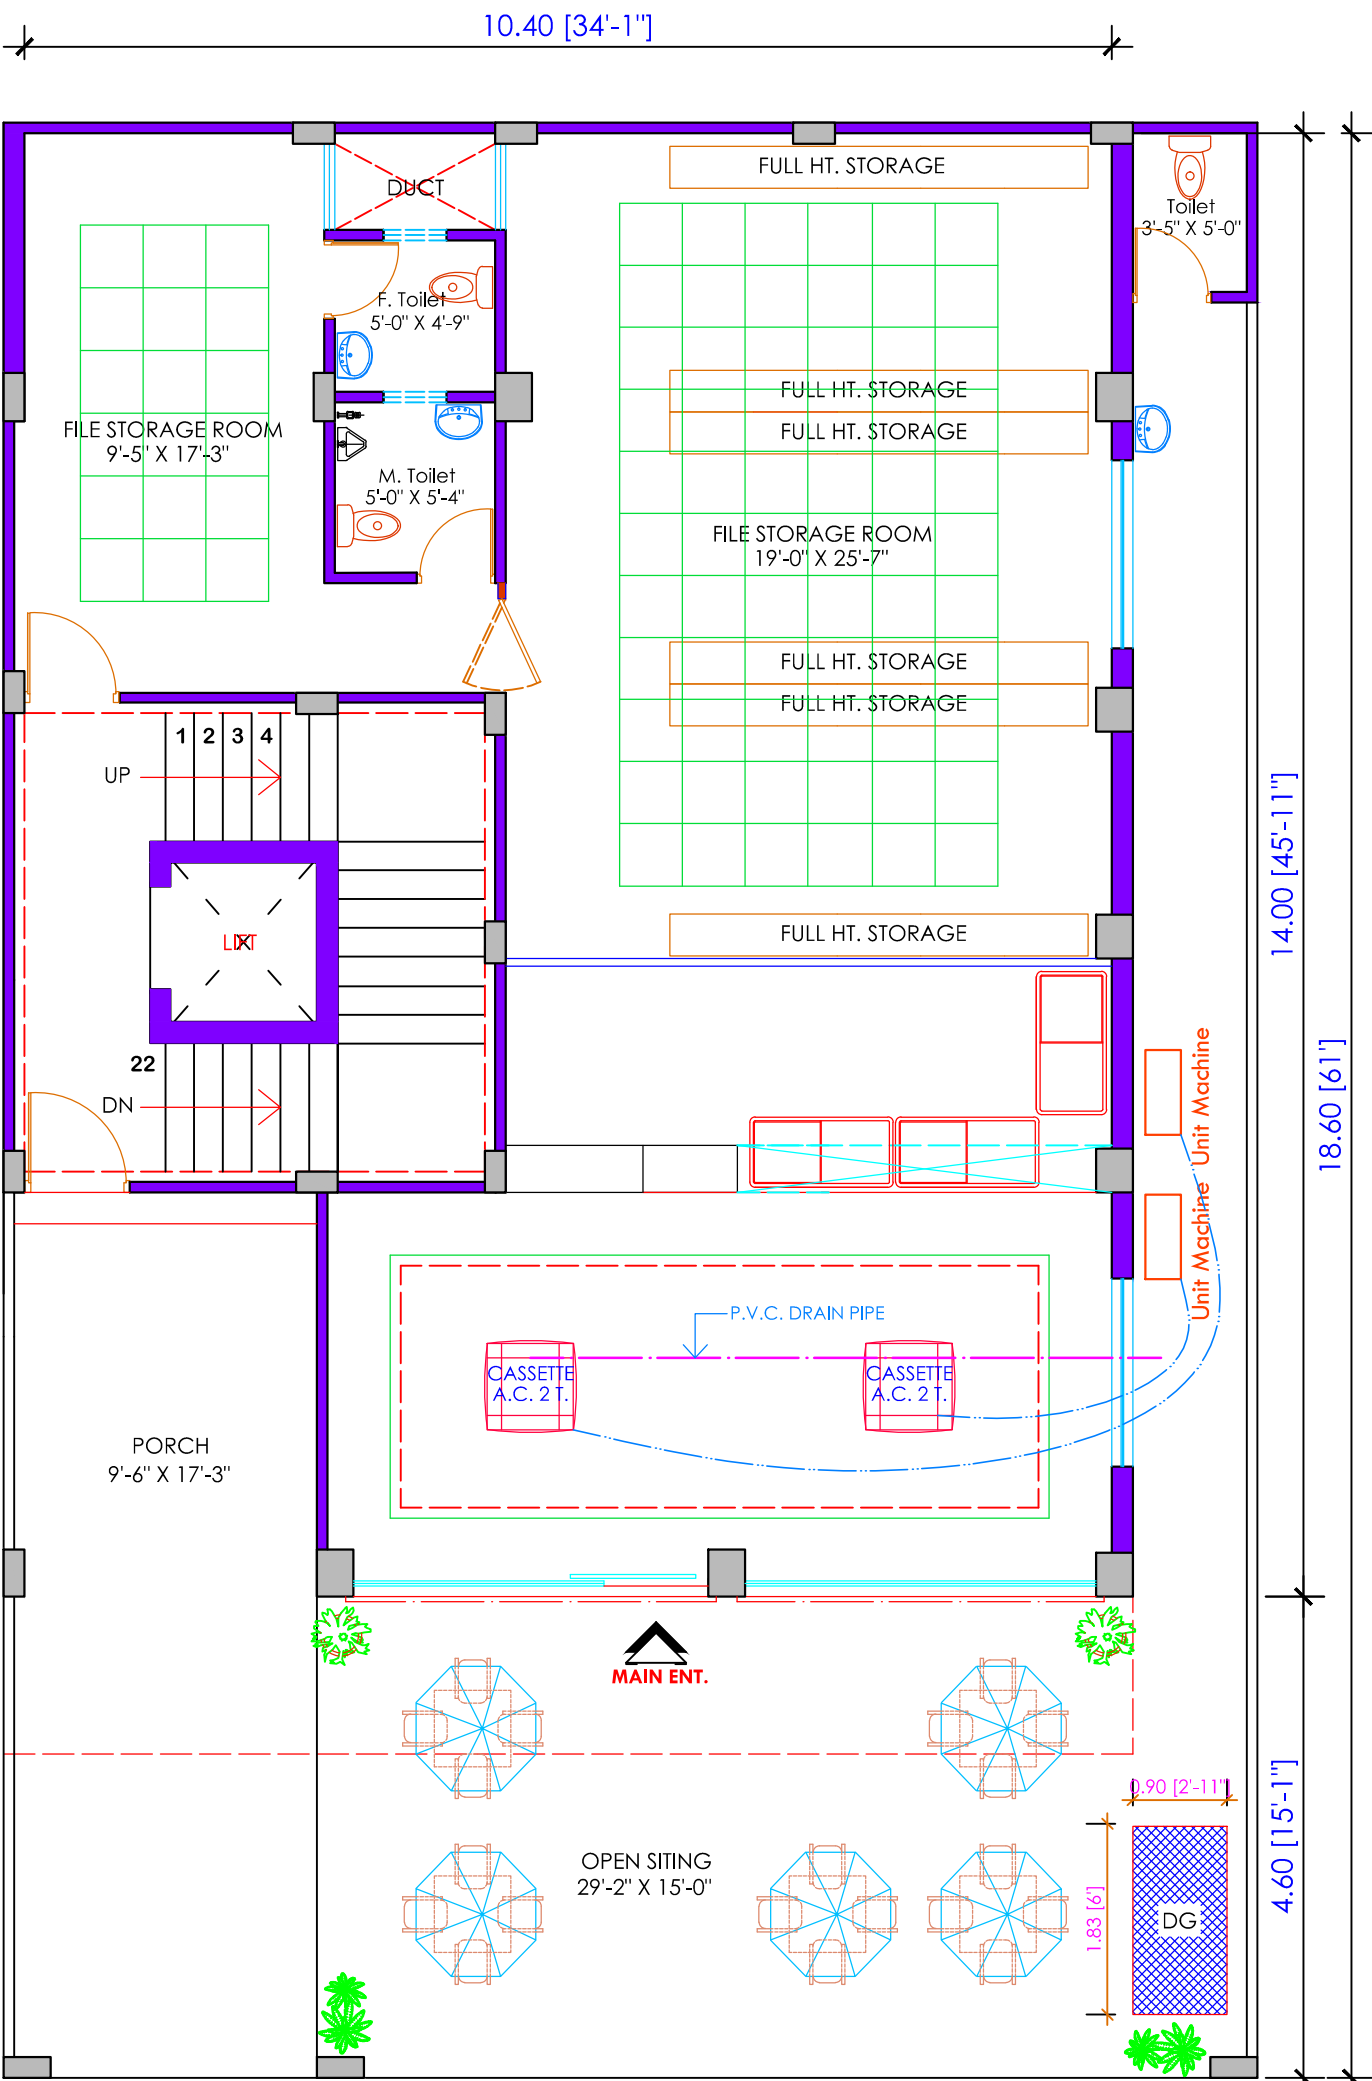 10.40 [34'-1"]
FULL HT. STORAGE
DUCT
Toilet
3'-5" X 5'-0"
F. Toilet
5'-0" X 4'-9"
FULL HT. STORAGE
FULL HT. STORAGE
FILE STORAGE ROOM
9'-5" X 17'-3"
M. Toilet
5'-0" X 5'-4"
FILE STORAGE ROOM
19'-0" X 25'-7"
FULL HT. STORAGE
FULL HT. STORAGE
1 2 3 4
UP
14.00 [45'-11"]
LIFT
FULL HT. STORAGE
22
DN
Unit Machine
Unit Machine
18.60 [61']
P.V.C. DRAIN PIPE
CASSETTE
A.C. 2 T.
CASSETTE
A.C. 2 T.
PORCH
9'-6" X 17'-3"
MAIN ENT.
0.90 [2'-11"]
4.60 [15'-1"]
OPEN SITING
29'-2" X 15'-0"
1.83 [6']
DG